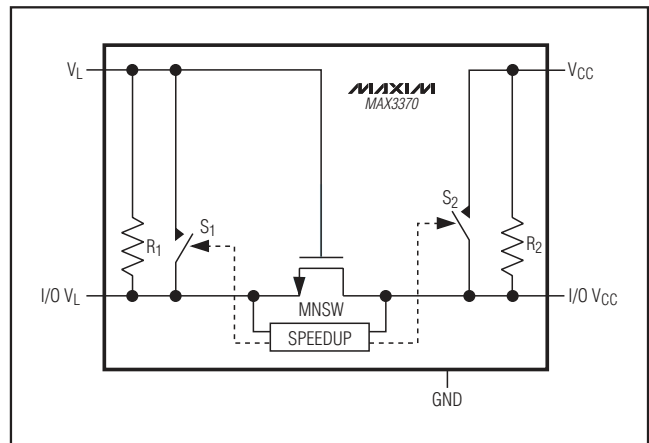 VL
VCC
MAXIM
MAX3370
S1
S2
R1
R2
I/O VL
MNSW
I/O VCC
SPEEDUP
GND